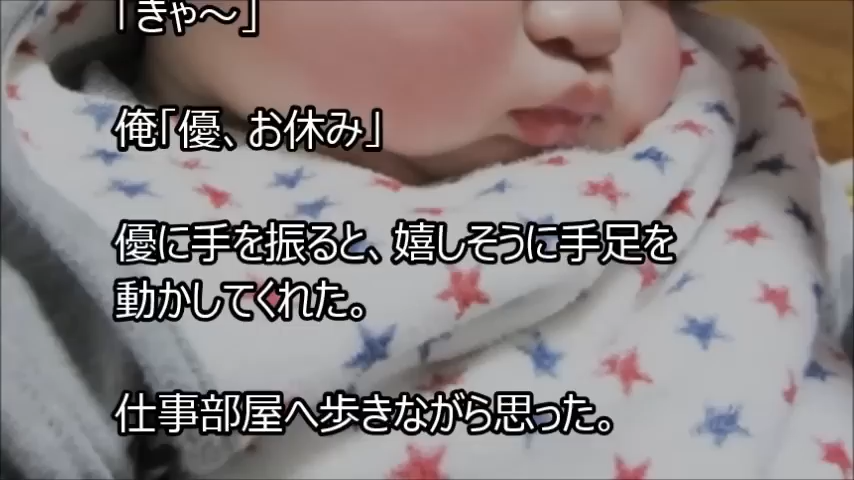 「きゃ～」
俺「優、お休み」
優に手を振ると、嬉しそうに手足を
動かしてくれた。
仕事部屋へ歩きながら思った。